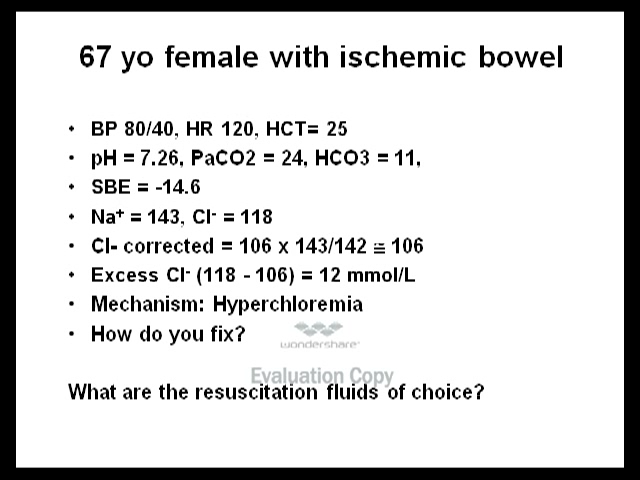 67 yo female with ischemic bowel
• BP 80/40, HR 120, HCT= 25
• pH = 7.26, PaCO2 = 24, HCO3 = 11,
• SBE = -14.6
• Na⁺ = 143, Cl⁻ = 118
• Cl- corrected = 106 x 143/142 ≅ 106
• Excess Cl⁻ (118 - 106) = 12 mmol/L
• Mechanism: Hyperchloremia
• How do you fix?
wondershare™
Evaluation Copy
What are the resuscitation fluids of choice?